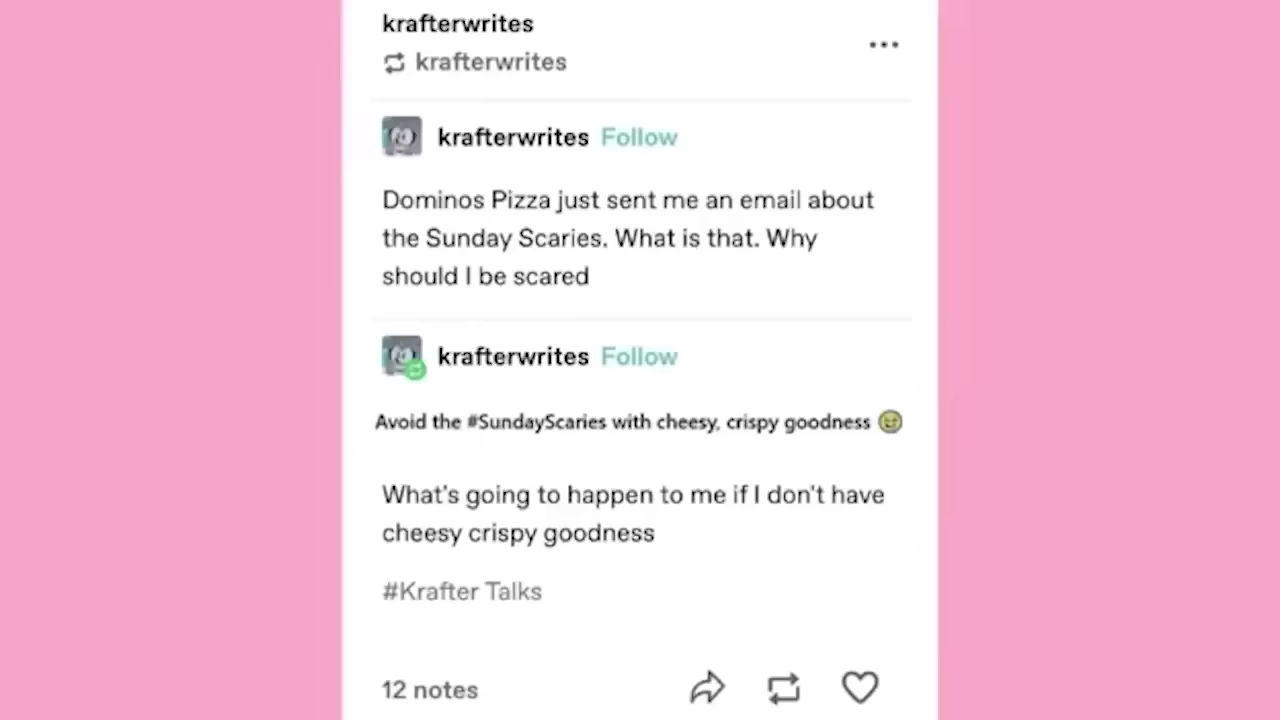 krafterwrites
krafterwrites
krafterwrites Follow
Dominos Pizza just sent me an email about
the Sunday Scaries. What is that. Why
should I be scared
krafterwrites Follow
Avoid the #SundayScaries with cheesy, crispy goodness 😉
What's going to happen to me if I don't have
cheesy crispy goodness
#Krafter Talks
12 notes